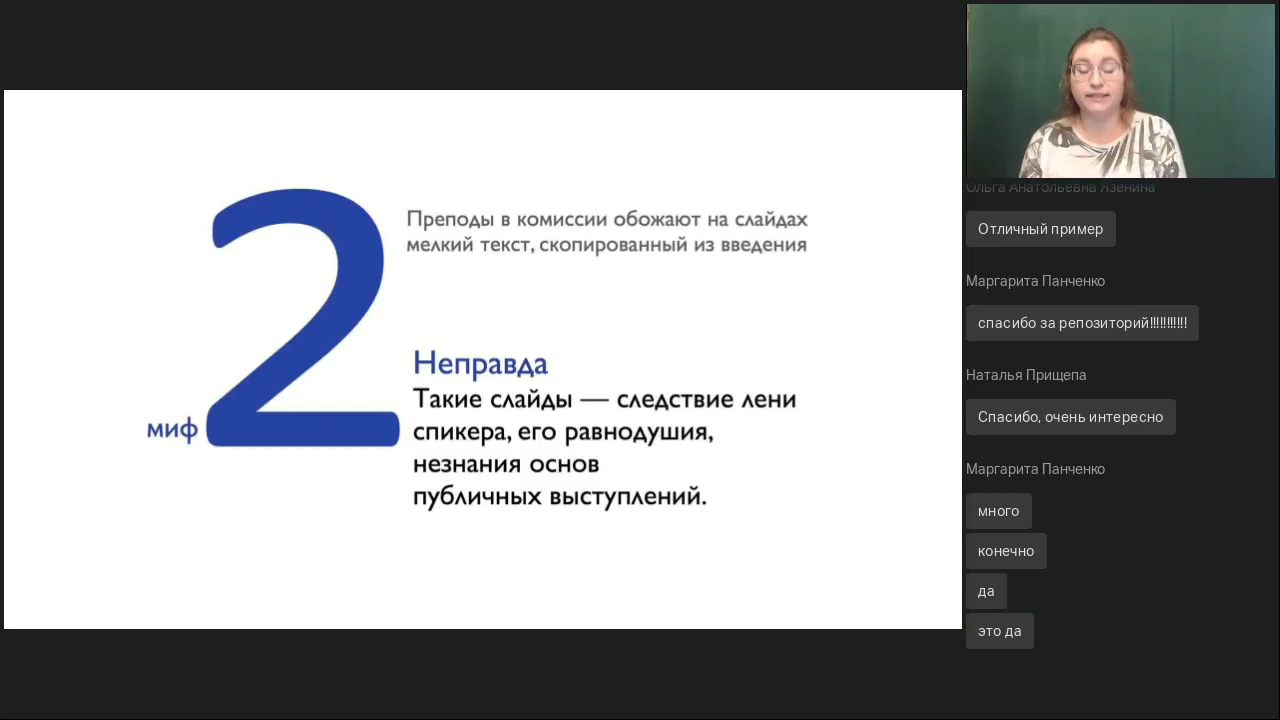 2
миф
Преподы в комиссии обожают на слайдах
мелкий текст, скопированный из введения
Неправда
Такие слайды — следствие лени
спикера, его равнодушия,
незнания основ
публичных выступлений.
Ольга Анатольевна Язенина
Отличный пример
Маргарита Панченко
спасибо за репозиторий!!!!!!!!!!!
Наталья Прищепа
Спасибо, очень интересно
Маргарита Панченко
много
конечно
да
это да